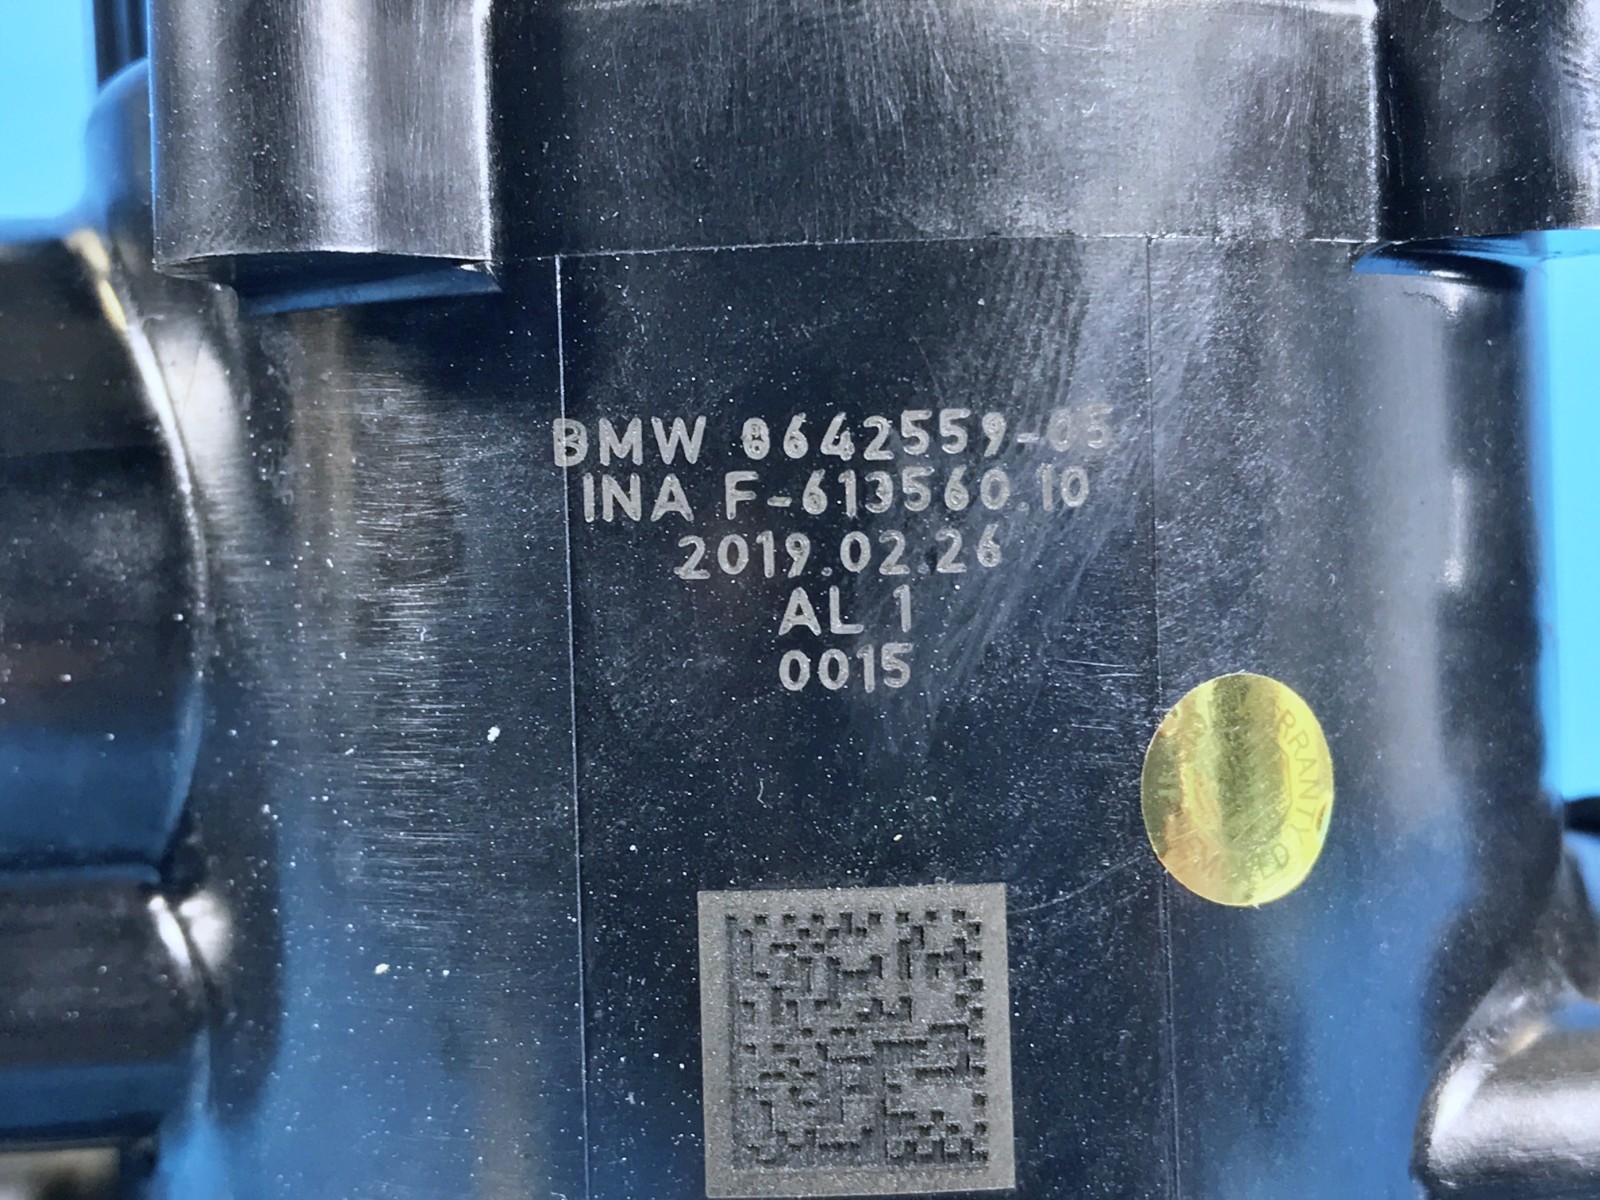 BMW 8642559-05
INA F-613560.10
2019.02.26
AL 1
0015